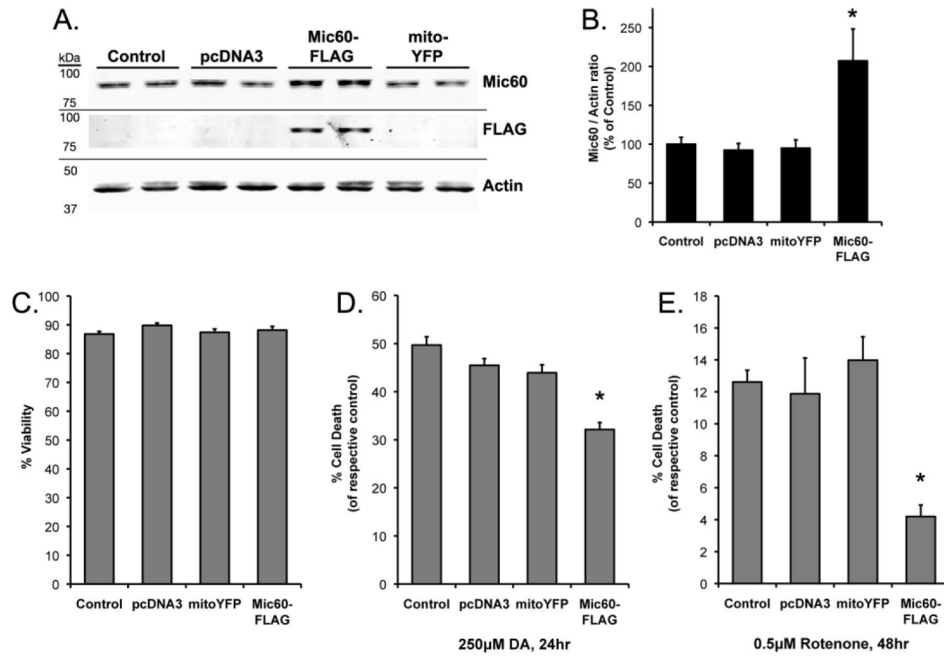 A.
Control pcDNA3 Mic60-FLAG mito-YFP
kDa
100
75
Mic60
100
75
FLAG
50
37
Actin
B.
*
Mic60 / Actin ratio
(% of Control)
250
200
150
100
50
0
Control pcDNA3 mitoYFP Mic60-
FLAG
C.
% Viability
100
90
80
70
60
50
40
30
20
10
0
Control pcDNA3 mitoYFP Mic60-
FLAG
D.
*
% Cell Death
(of respective control)
60
50
40
30
20
10
0
Control pcDNA3 mitoYFP Mic60-
FLAG
250µM DA, 24hr
E.
*
% Cell Death
(of respective control)
18
16
14
12
10
8
6
4
2
0
Control pcDNA3 mitoYFP Mic60-
FLAG
0.5µM Rotenone, 48hr